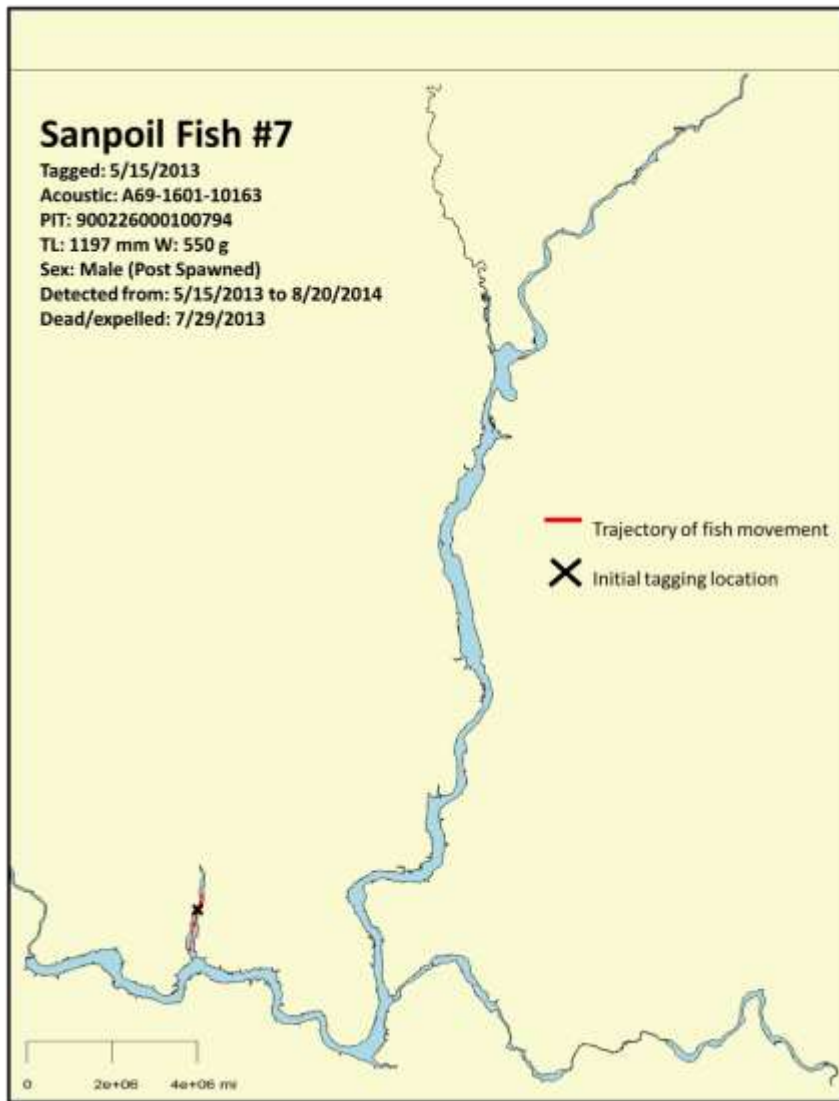 Sanpoil Fish #7
Tagged: 5/15/2013
Acoustic: A69-1601-10163
PIT: 900226000100794
TL: 1197 mm W: 550 g
Sex: Male (Post Spawned)
Detected from: 5/15/2013 to 8/20/2014
Dead/expelled: 7/29/2013
Trajectory of fish movement
Initial tagging location
0 2e+06 4e+06 mi